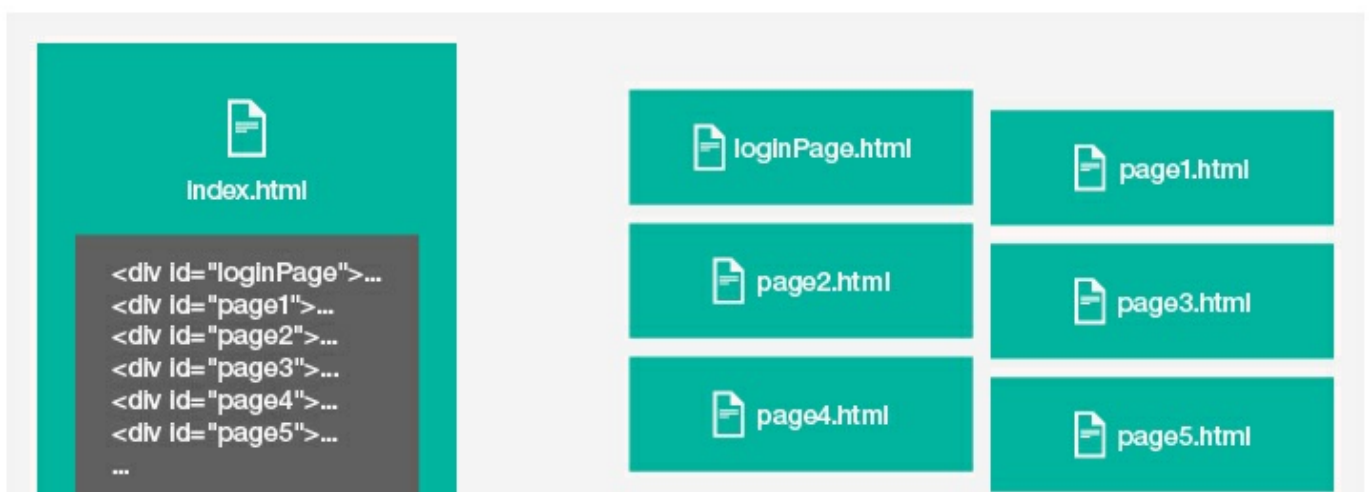 index.html
<div id="loginPage">...
<div id="page1">...
<div id="page2">...
<div id="page3">...
<div id="page4">...
<div id="page5">...
...
loginPage.html
page1.html
page2.html
page3.html
page4.html
page5.html